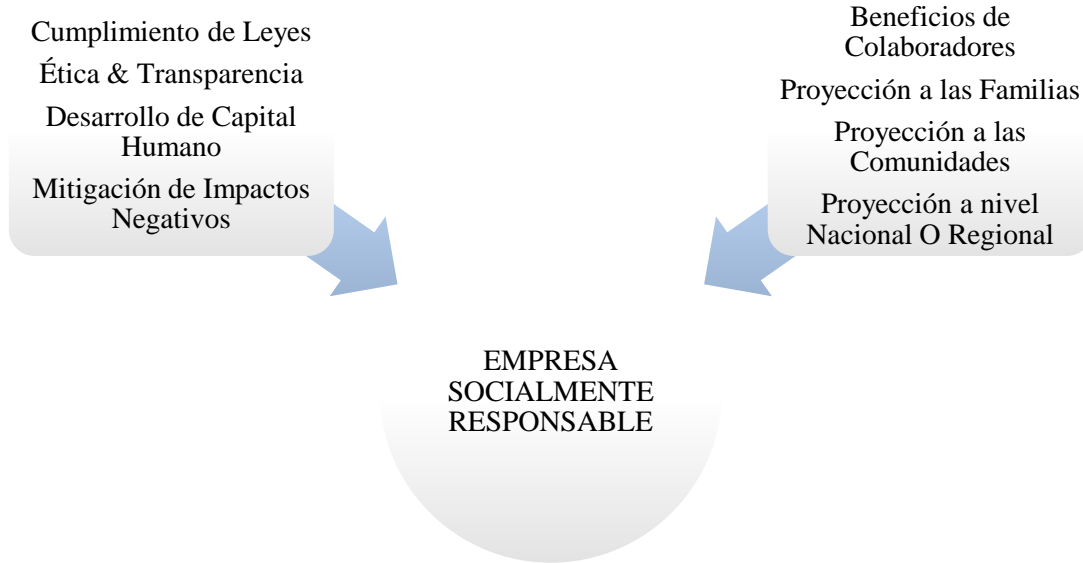 Cumplimiento de Leyes
Ética & Transparencia
Desarrollo de Capital
Humano
Mitigación de Impactos
Negativos
Beneficios de
Colaboradores
Proyección a las Familias
Proyección a las
Comunidades
Proyección a nivel
Nacional O Regional
EMPRESA
SOCIALMENTE
RESPONSABLE